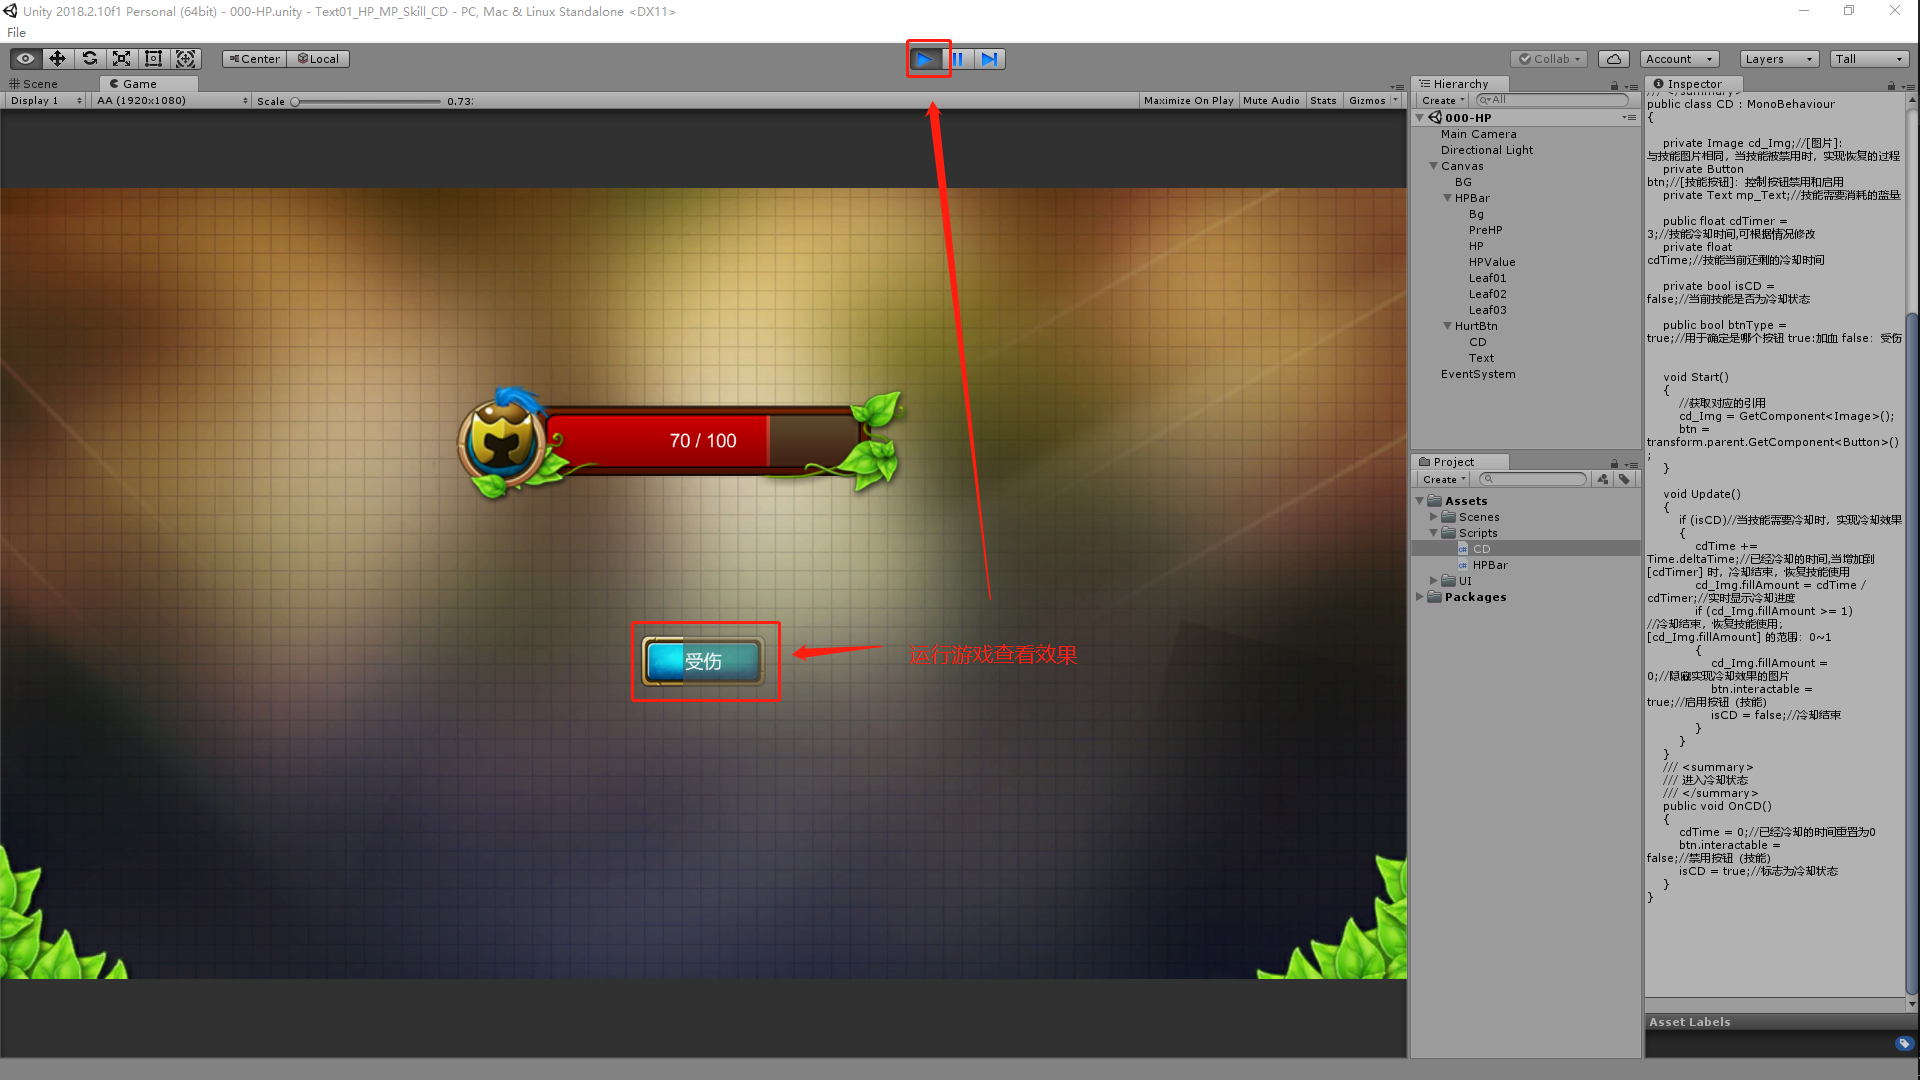 Unity 2018.2.10f1 Personal (64bit) - 000-HP.unity - Text01_HP_MP_Skill_CD - PC, Mac & Linux Standalone <DX11>
File
Center
Local
Collab
Account
Layers
Tall
Scene
Game
Display 1
AA (1920x1080)
Scale
0.73:
Maximize On Play
Mute Audio
Stats
Gizmos
70 / 100
受伤
运行游戏查看效果
Hierarchy
Create
All
000-HP
Main Camera
Directional Light
Canvas
BG
HPBar
Bg
PreHP
HP
HPValue
Leaf01
Leaf02
Leaf03
HurtBtn
CD
Text
EventSystem
Project
Create
Assets
Scenes
Scripts
CD
HPBar
UI
Packages
Inspector
/// </summary>
public class CD : MonoBehaviour
{
private Image cd_Img;//[图片]:
与技能图片相同，当技能被禁用时，实现恢复的过程
private Button
btn;//[技能按钮]：控制按钮禁用和启用
private Text mp_Text;//技能需要消耗的蓝量
public float cdTimer =
3;//技能冷却时间,可根据情况修改
private float
cdTime;//技能当前还剩的冷却时间
private bool isCD =
false;//当前技能是否为冷却状态
public bool btnType =
true;//用于确定是哪个按钮 true:加血 false：受伤
void Start()
{
//获取对应的引用
cd_Img = GetComponent<Image>();
btn =
transform.parent.GetComponent<Button>()
;
}
void Update()
{
if (isCD)//当技能需要冷却时，实现冷却效果
{
cdTime +=
Time.deltaTime;//已经冷却的时间,当增加到
[cdTimer] 时，冷却结束，恢复技能使用
cd_Img.fillAmount = cdTime /
cdTimer;//实时显示冷却进度
if (cd_Img.fillAmount >= 1)
//冷却结束，恢复技能使用；
[cd_Img.fillAmount] 的范围：0~1
{
cd_Img.fillAmount =
0;//隐藏实现冷却效果的图片
btn.interactable =
true;//启用按钮（技能)
isCD = false;//冷却结束
}
}
}
/// <summary>
/// 进入冷却状态
/// </summary>
public void OnCD()
{
cdTime = 0;//已经冷却的时间重置为0
btn.interactable =
false;//禁用按钮（技能)
isCD = true;//标志为冷却状态
}
}
Asset Labels